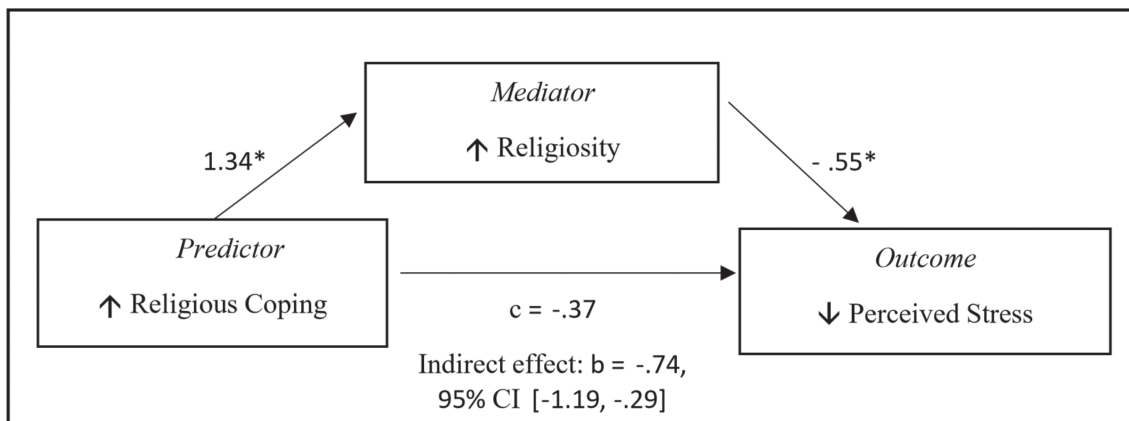 Mediator
↑ Religiosity
1.34*
- .55*
Predictor
↑ Religious Coping
Outcome
↓ Perceived Stress
c = -.37
Indirect effect: b = -.74,
95% CI [-1.19, -.29]